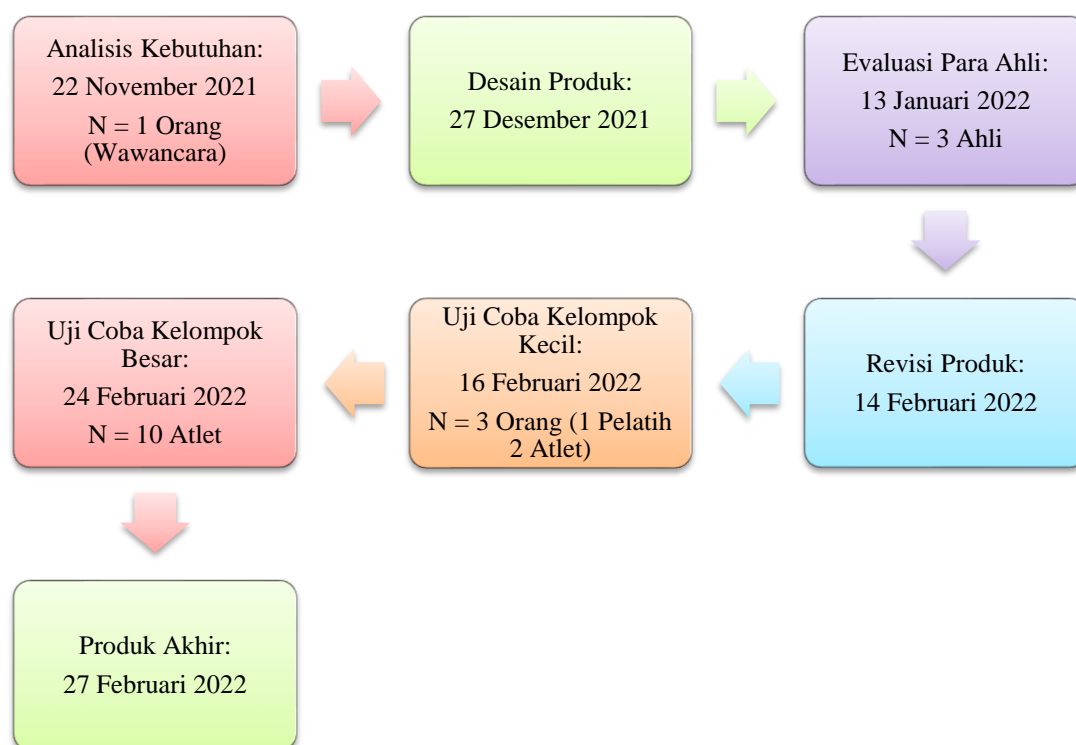 Analisis Kebutuhan:
22 November 2021
N = 1 Orang
(Wawancara)
Desain Produk:
27 Desember 2021
Evaluasi Para Ahli:
13 Januari 2022
N = 3 Ahli
Revisi Produk:
14 Februari 2022
Uji Coba Kelompok
Kecil:
16 Februari 2022
N = 3 Orang (1 Pelatih
2 Atlet)
Uji Coba Kelompok
Besar:
24 Februari 2022
N = 10 Atlet
Produk Akhir:
27 Februari 2022